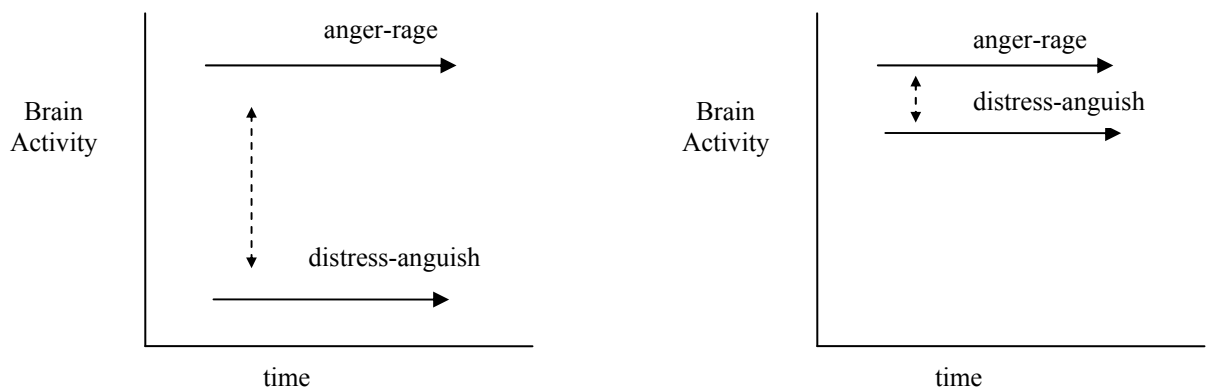 anger-rage
Brain
Activity
distress-anguish
time
anger-rage
distress-anguish
Brain
Activity
time